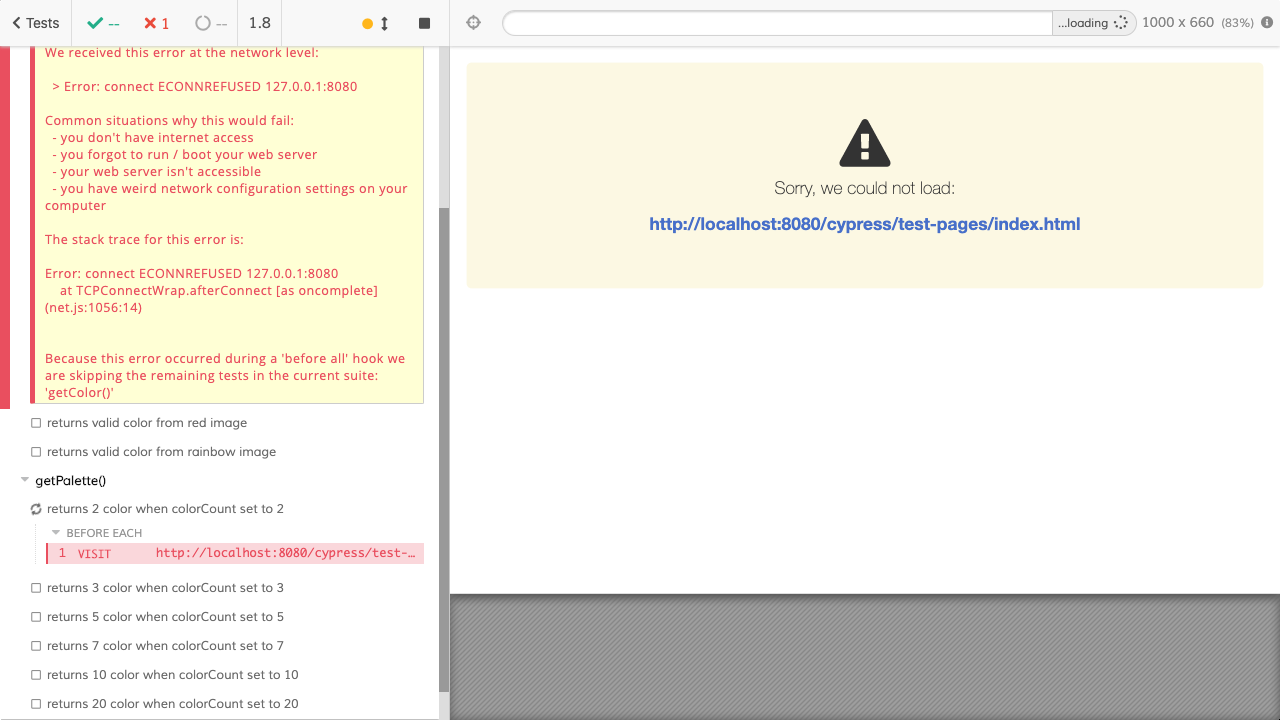 Tests
--
1
--
1.8
...loading
1000 x 660 (83%)
We received this error at the network level:
> Error: connect ECONNREFUSED 127.0.0.1:8080
Common situations why this would fail:
- you don't have internet access
- you forgot to run / boot your web server
- your web server isn't accessible
- you have weird network configuration settings on your
computer
The stack trace for this error is:
Error: connect ECONNREFUSED 127.0.0.1:8080
at TCPConnectWrap.afterConnect [as oncomplete]
(net.js:1056:14)
Because this error occurred during a 'before all' hook we
are skipping the remaining tests in the current suite:
'getColor()'
returns valid color from red image
returns valid color from rainbow image
getPalette()
returns 2 color when colorCount set to 2
BEFORE EACH
1 VISIT http://localhost:8080/cypress/test-…
returns 3 color when colorCount set to 3
returns 5 color when colorCount set to 5
returns 7 color when colorCount set to 7
returns 10 color when colorCount set to 10
returns 20 color when colorCount set to 20
Sorry, we could not load:
http://localhost:8080/cypress/test-pages/index.html